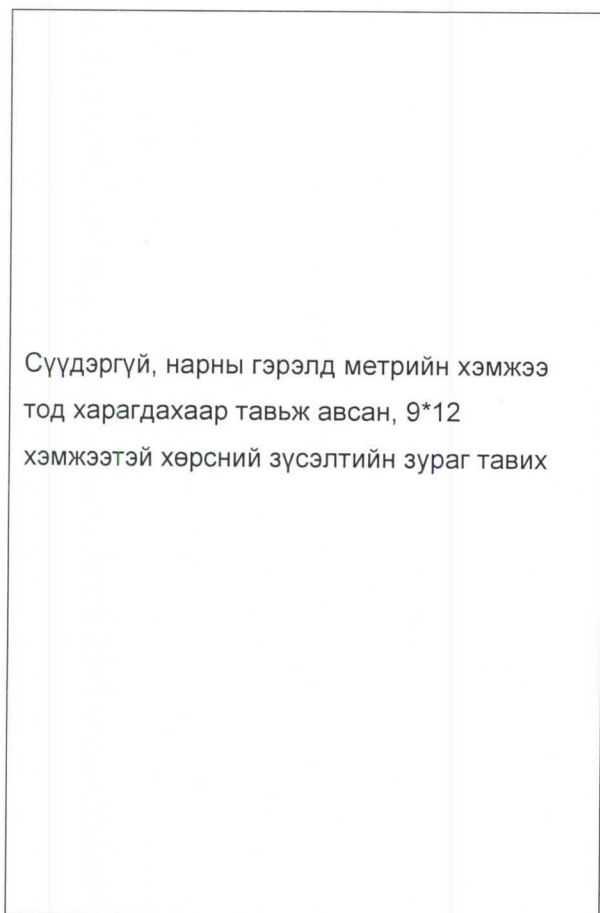 Сүүдэргүй, нарны гэрэлд метрийн хэмжээ
тод харагдахаар тавьж авсан, 9*12
хэмжээтэй хөрсний зүсэлтийн зураг тавих